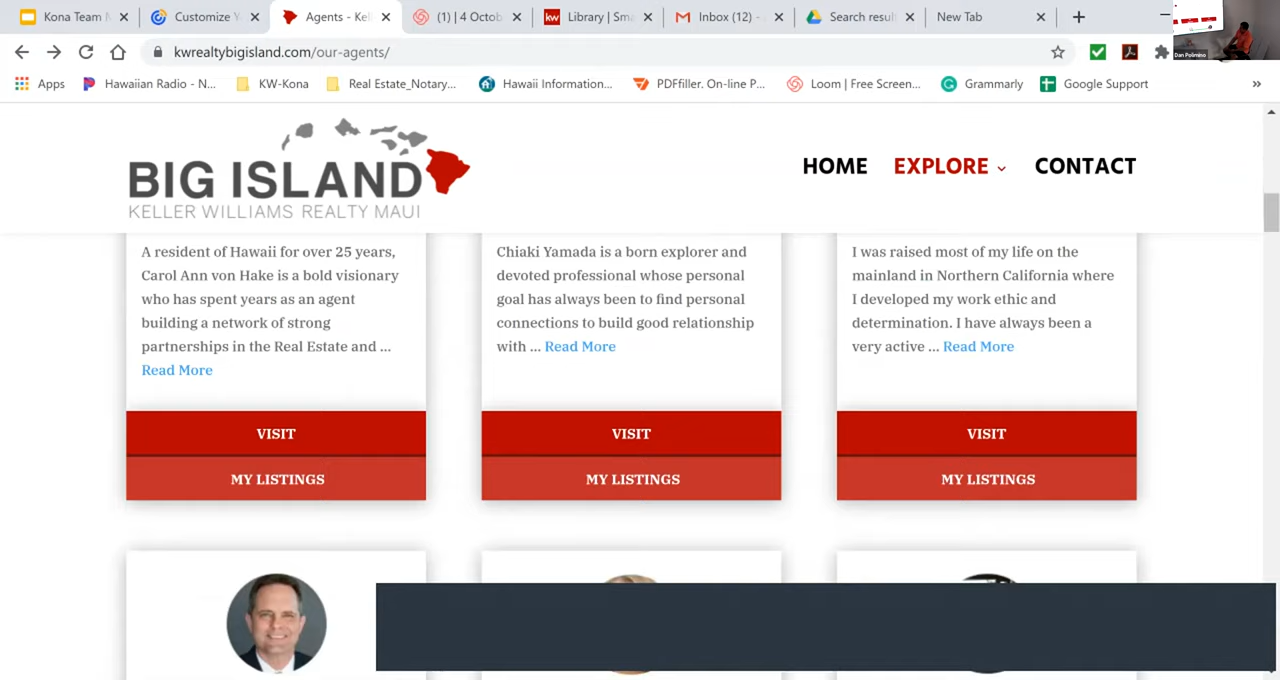 Kona Team M
Customize Y
Agents - Kel
(1) | 4 Octob
Library | Sma
Inbox (12) -
Search resul
New Tab
kwrealtybigisland.com/our-agents/
Dan Polimino
Apps
Hawaiian Radio - N...
KW-Kona
Real Estate_Notary...
Hawaii Information...
PDFfiller. On-line P...
Loom | Free Screen...
Grammarly
Google Support
»
BIG ISLAND
KELLER WILLIAMS REALTY MAUI
HOME
EXPLORE
CONTACT
A resident of Hawaii for over 25 years,
Carol Ann von Hake is a bold visionary
who has spent years as an agent
building a network of strong
partnerships in the Real Estate and ...
Read More
VISIT
MY LISTINGS
Chiaki Yamada is a born explorer and
devoted professional whose personal
goal has always been to find personal
connections to build good relationship
with ... Read More
VISIT
MY LISTINGS
I was raised most of my life on the
mainland in Northern California where
I developed my work ethic and
determination. I have always been a
very active ... Read More
VISIT
MY LISTINGS